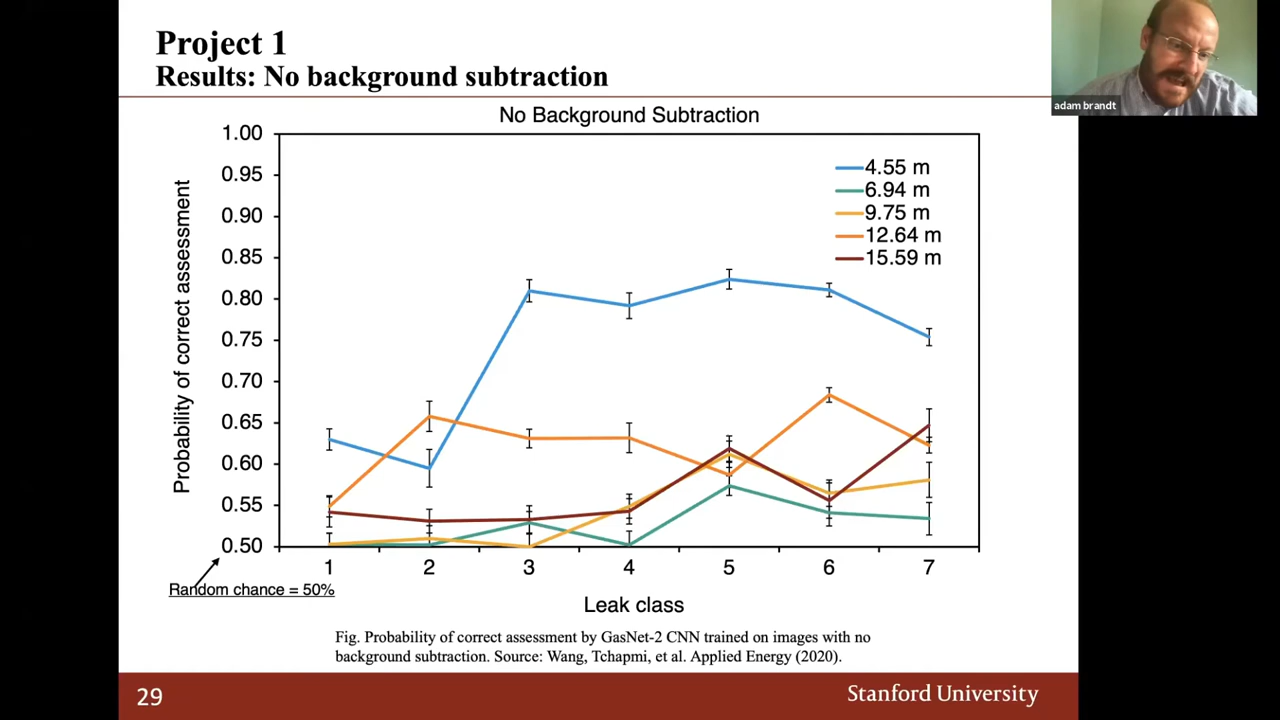 Project 1
Results: No background subtraction
adam brandt
No Background Subtraction
1.00
0.95
0.90
0.85
0.80
0.75
0.70
0.65
0.60
0.55
0.50
Probability of correct assessment
4.55 m
6.94 m
9.75 m
12.64 m
15.59 m
1 2 3 4 5 6 7
Random chance = 50%
Leak class
Fig. Probability of correct assessment by GasNet-2 CNN trained on images with no
background subtraction. Source: Wang, Tchapmi, et al. Applied Energy (2020).
29
Stanford University